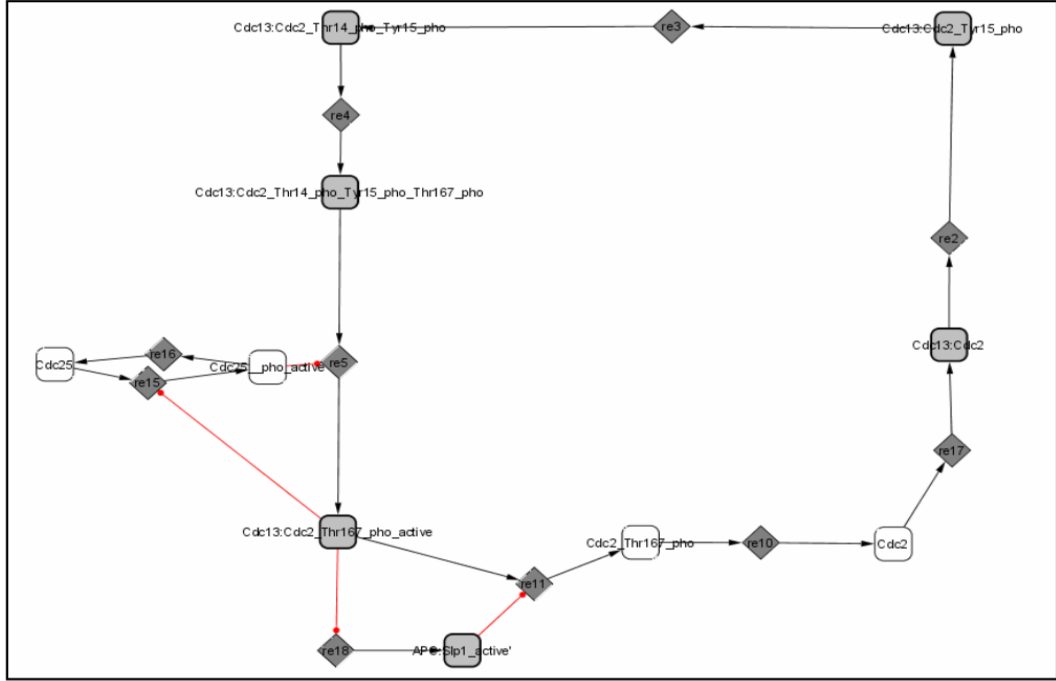 Cdc13:Cdc2_Thr14_pho_Tyr15_pho
re3
Cdc13:Cdc2_Tyr15_pho
re4
Cdc13:Cdc2_Thr14_pho_Tyr15_pho_Thr167_pho
re2
Cdc13:Cdc2
re16
Cdc25
Cdc25__pho_active
re5
re15
re17
Cdc13:Cdc2_Thr167_pho_active
Cdc2_Thr167_pho
re10
Cdc2
re11
re18
APC:Slp1_active'